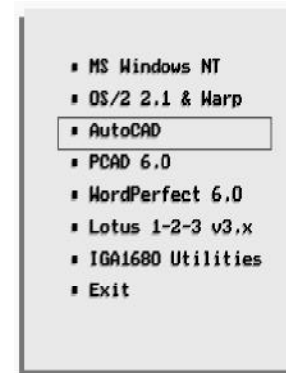 MS Windows NT
OS/2 2.1 & Warp
AutoCAD
PCAD 6.0
WordPerfect 6.0
Lotus 1-2-3 v3.x
IGA1680 Utilities
Exit